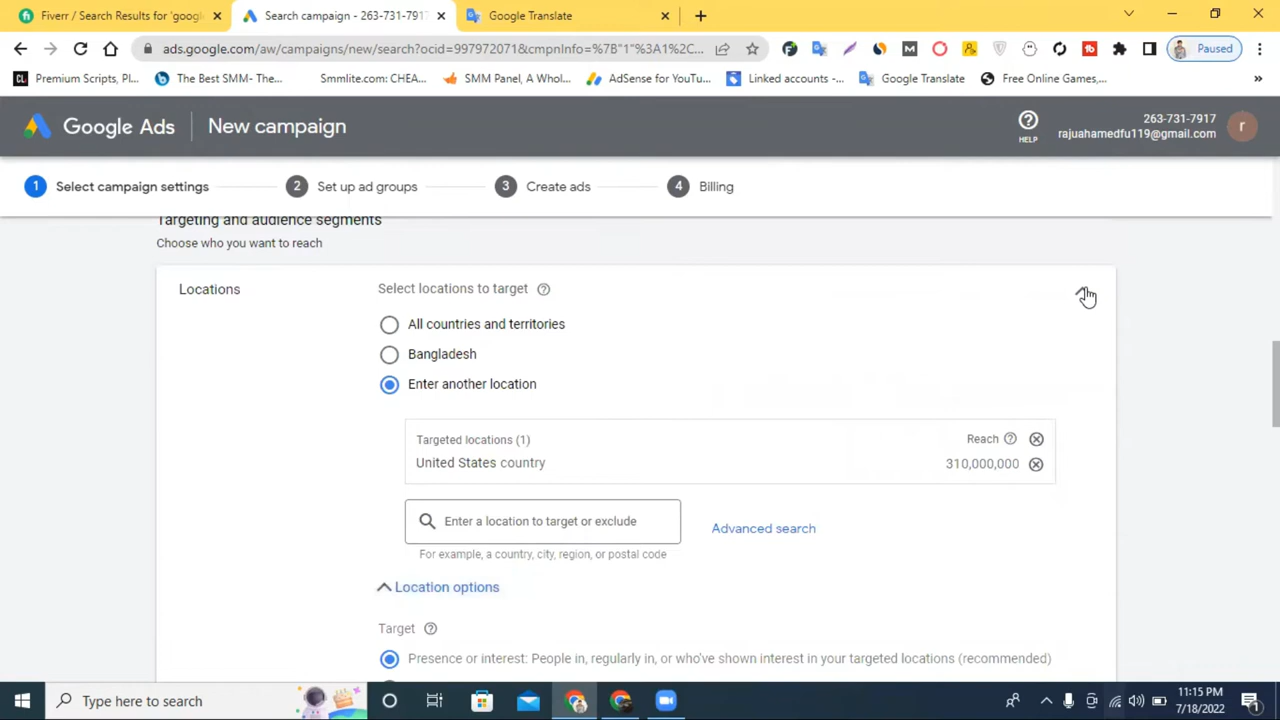 Fiverr / Search Results for 'googl
Search campaign - 263-731-7917
Google Translate
ads.google.com/aw/campaigns/new/search?ocid=997972071&cmpnInfo=%7B"1"%3A1%2C...
Paused
Premium Scripts, Pl...
The Best SMM- The...
Smmlite.com: CHEA...
SMM Panel, A Whol...
AdSense for YouTu...
Linked accounts -...
Google Translate
Free Online Games,...
Google Ads
New campaign
HELP
263-731-7917
rajuahamedfu119@gmail.com
r
1 Select campaign settings
2 Set up ad groups
3 Create ads
4 Billing
Targeting and audience segments
Choose who you want to reach
Locations
Select locations to target
All countries and territories
Bangladesh
Enter another location
Targeted locations (1)
Reach
United States country
310,000,000
Enter a location to target or exclude
Advanced search
For example, a country, city, region, or postal code
Location options
Target
Presence or interest: People in, regularly in, or who've shown interest in your targeted locations (recommended)
Type here to search
11:15 PM
7/18/2022